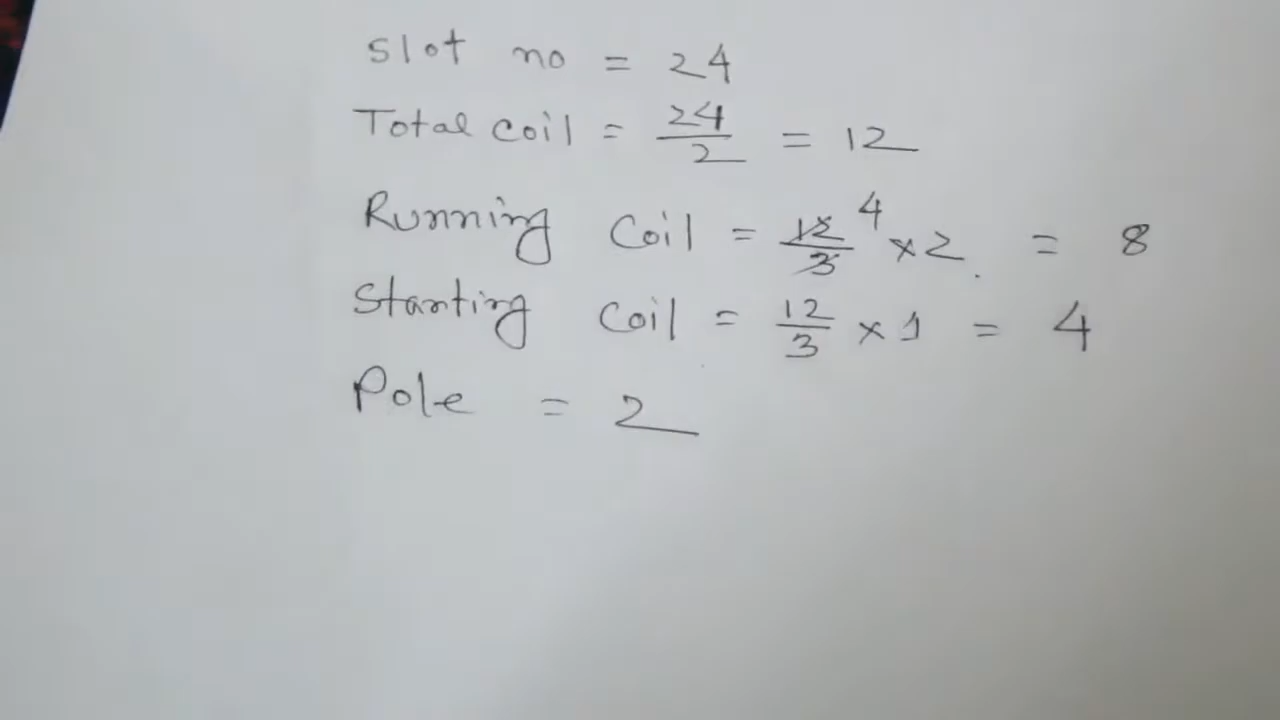 Slot no = 24
Total coil = 24/2 = 12
Running Coil = 12/3 4 ×2 = 8
Starting Coil = 12/3 × 1 = 4
Pole = 2